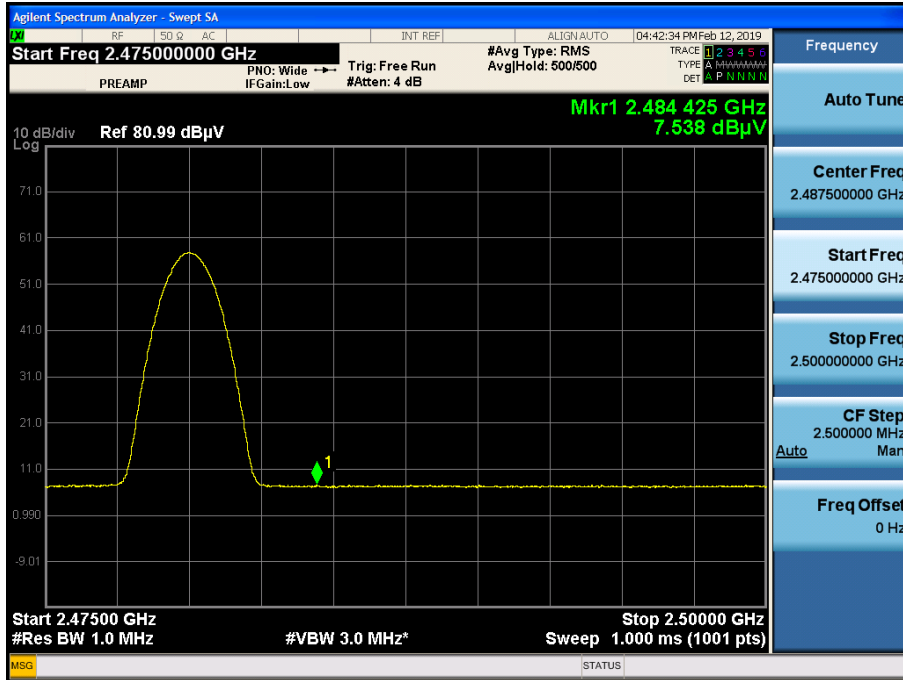 Agilent Spectrum Analyzer - Swept SA
LXI RF 50 Ω AC INT REF ALIGN AUTO 04:42:34 PM Feb 12, 2019
Start Freq 2.475000000 GHz
PREAMP
PNO: Wide
IFGain:Low
Trig: Free Run
#Atten: 4 dB
#Avg Type: RMS
Avg|Hold: 500/500
TRACE 1 2 3 4 5 6
TYPE A MWWWWW
DET A P N N N N
Mkr1 2.484 425 GHz
7.538 dBµV
10 dB/div Ref 80.99 dBµV
Log
71.0
61.0
51.0
41.0
31.0
21.0
11.0
1
0.990
-9.01
Start 2.47500 GHz Stop 2.50000 GHz
#Res BW 1.0 MHz #VBW 3.0 MHz* Sweep 1.000 ms (1001 pts)
MSG STATUS
Frequency
Auto Tune
Center Freq
2.487500000 GHz
Start Freq
2.475000000 GHz
Stop Freq
2.500000000 GHz
CF Step
2.500000 MHz
Auto Man
Freq Offset
0 Hz